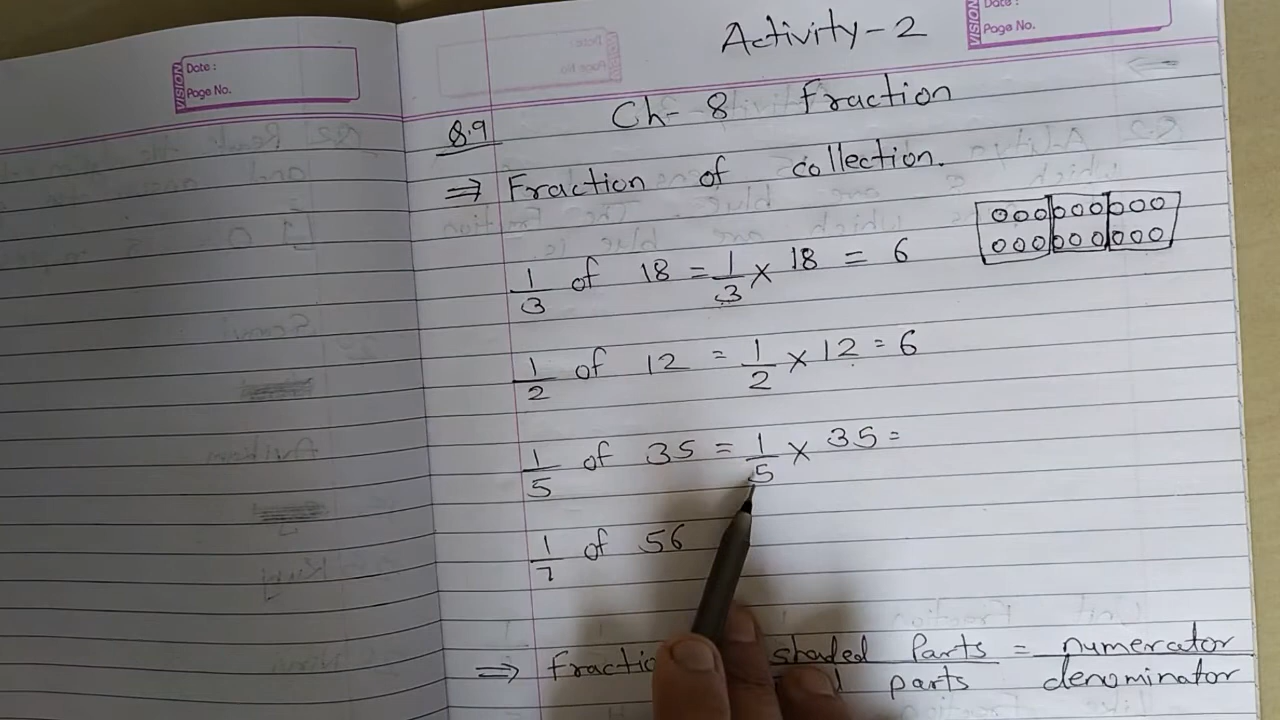 Date :
Page No.
VISION
Activity-2
Date :
Page No.
VISION
Ch-8 Fraction
8.9
⇒ Fraction of collection.
1/3 of 18 = 1/3 × 18 = 6
1/2 of 12 = 1/2 × 12 = 6
1/5 of 35 = 1/5 × 35 =
1/7 of 56
⇒ Fractio shaded Parts = numerator
parts denominator